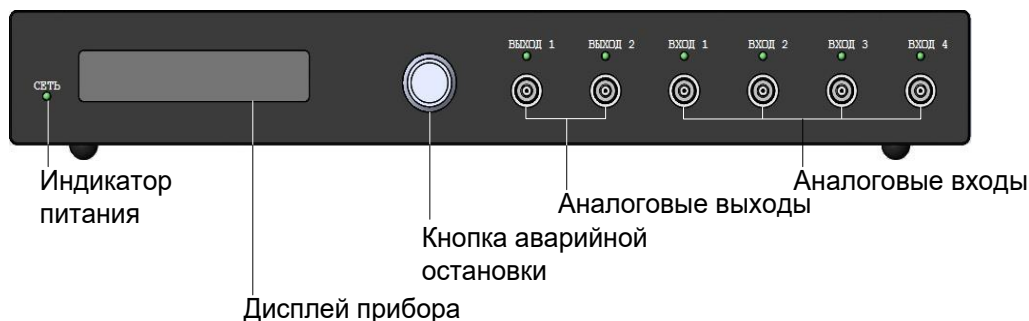 ВЫХОД 1 ВЫХОД 2 ВХОД 1 ВХОД 2 ВХОД 3 ВХОД 4
СЕТЬ
Индикатор
питания
Аналоговые входы
Аналоговые выходы
Кнопка аварийной
остановки
Дисплей прибора